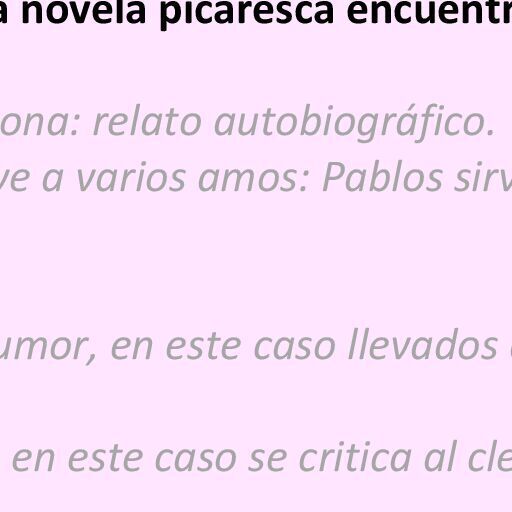 a novela picaresca encuentr
ona: relato autobiográfico.
ve a varios amos: Pablos sirv
umor, en este caso llevados
en este caso se critica al cle